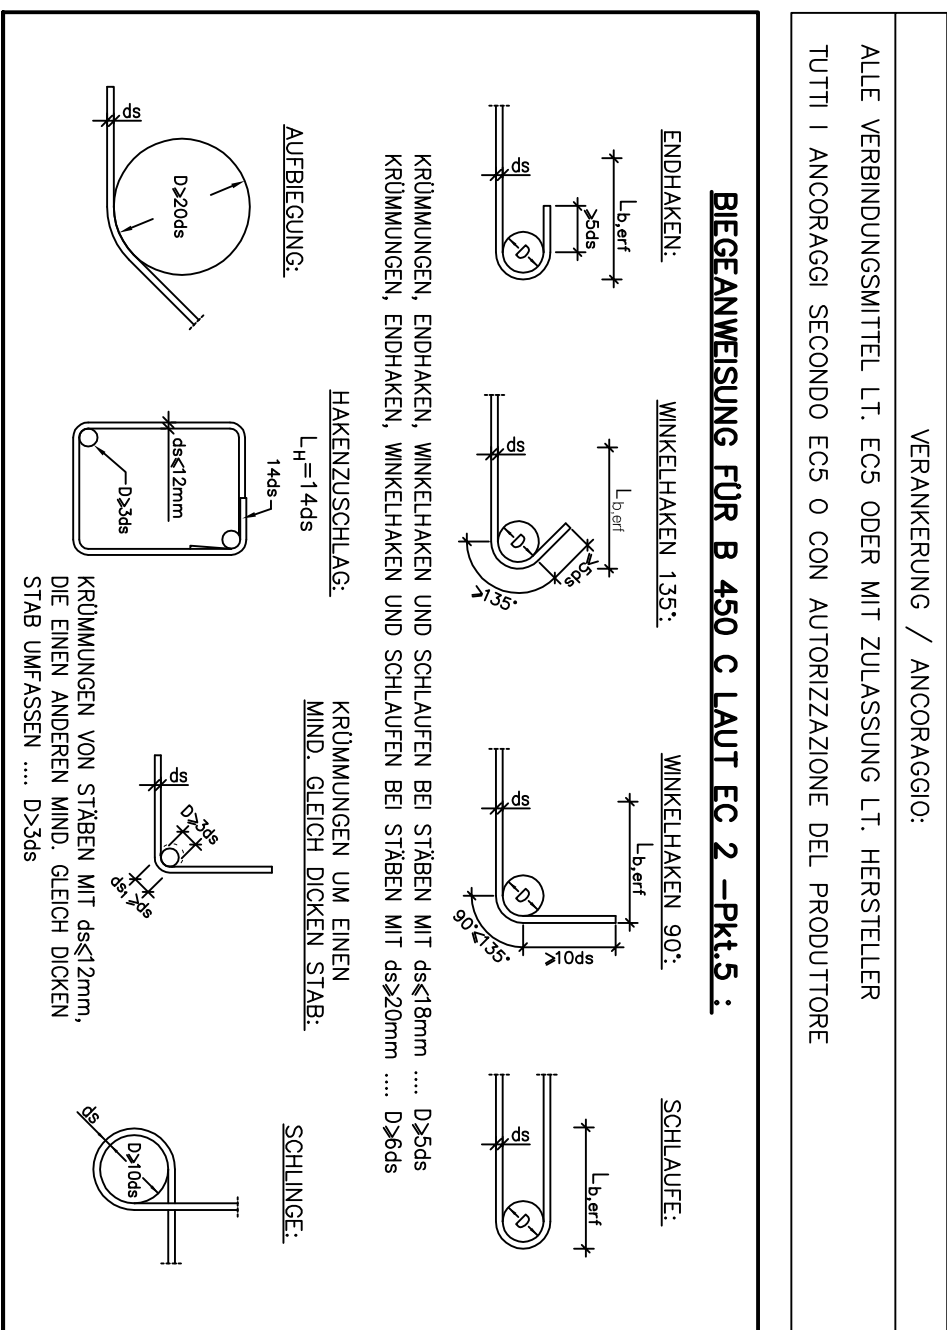 VERANKERUNG / ANCORAGGIO:
ALLE VERBINDUNGSMITTEL LT. EC5 ODER MIT ZULASSUNG LT. HERSTELLER
TUTTI I ANCORAGGI SECONDO EC5 O CON AUTORIZZAZIONE DEL PRODUTTORE
BIEGEANWEISUNG FÜR B 450 C LAUT EC 2 –Pkt.5 :
ENDHAKEN:
L b,erf
≥5ds
ds
D
WINKELHAKEN 135°:
L b,erf
≥5ds
ds
D
≥135°
WINKELHAKEN 90°:
L b,erf
ds
D
≥10ds
90°≤135°
SCHLAUFE:
L b,erf
ds
D
KRÜMMUNGEN, ENDHAKEN, WINKELHAKEN UND SCHLAUFEN BEI STÄBEN MIT ds≤18mm .... D≥5ds
KRÜMMUNGEN, ENDHAKEN, WINKELHAKEN UND SCHLAUFEN BEI STÄBEN MIT ds≥20mm .... D≥6ds
AUFBIEGUNG:
D≥20ds
ds
HAKENZUSCHLAG:
L H=14ds
14ds
ds≤12mm
D≥3ds
KRÜMMUNGEN UM EINEN
MIND. GLEICH DICKEN STAB:
ds
D≥3ds
ds1≥ds
KRÜMMUNGEN VON STÄBEN MIT ds≤12mm,
DIE EINEN ANDEREN MIND. GLEICH DICKEN
STAB UMFASSEN .... D>3ds
SCHLINGE:
D≥10ds
ds